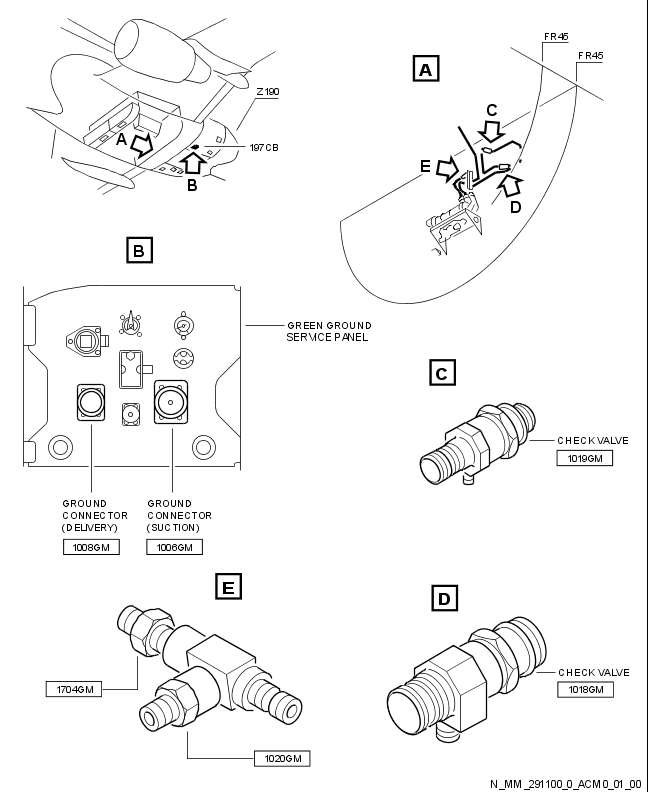 FR45
FR45
A
C
Z190
A
197CB
E
B
D
B
GREEN GROUND
SERVICE PANEL
C
CHECK VALVE
1019GM
GROUND
CONNECTOR
(DELIVERY)
1008GM
GROUND
CONNECTOR
(SUCTION)
1006GM
E
D
CHECK VALVE
1018GM
1704GM
1020GM
N_MM_291100_0_ACM0_01_00